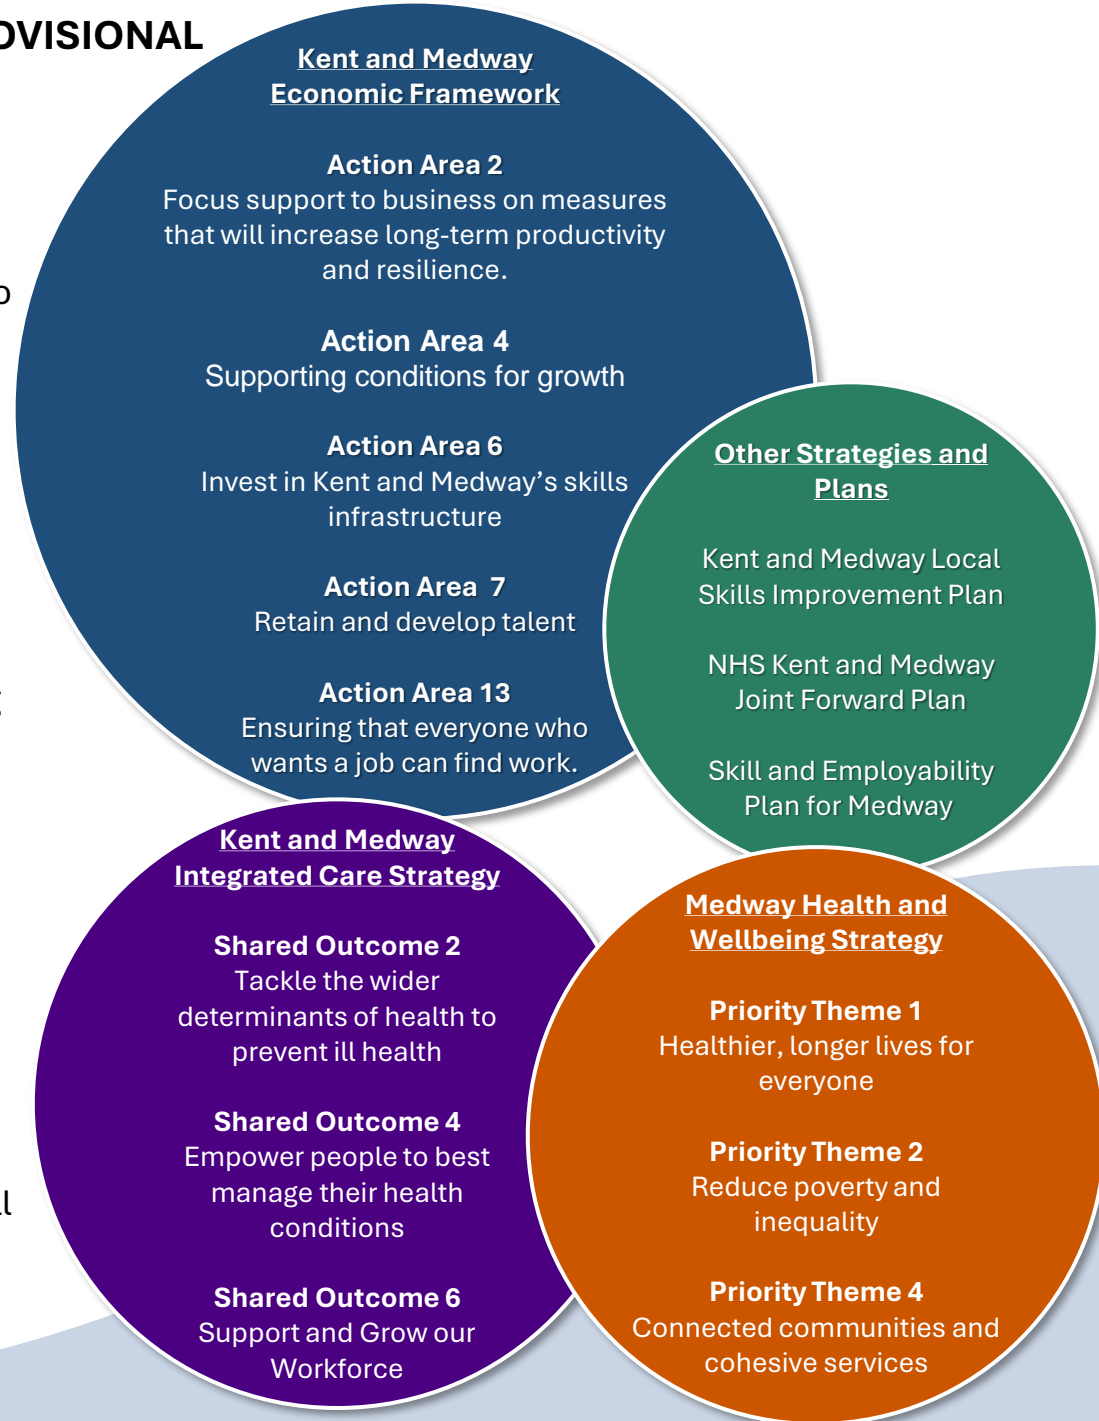 OVISIONAL
Kent and Medway
Economic Framework
Action Area 2
Focus support to business on measures
that will increase long-term productivity
and resilience.
Action Area 4
Supporting conditions for growth
Action Area 6
Invest in Kent and Medway’s skills
infrastructure
Action Area 7
Retain and develop talent
Action Area 13
Ensuring that everyone who
wants a job can find work.
Other Strategies and
Plans
Kent and Medway Local
Skills Improvement Plan
NHS Kent and Medway
Joint Forward Plan
Skill and Employability
Plan for Medway
Kent and Medway
Integrated Care Strategy
Shared Outcome 2
Tackle the wider
determinants of health to
prevent ill health
Shared Outcome 4
Empower people to best
manage their health
conditions
Shared Outcome 6
Support and Grow our
Workforce
Medway Health and
Wellbeing Strategy
Priority Theme 1
Healthier, longer lives for
everyone
Priority Theme 2
Reduce poverty and
inequality
Priority Theme 4
Connected communities and
cohesive services